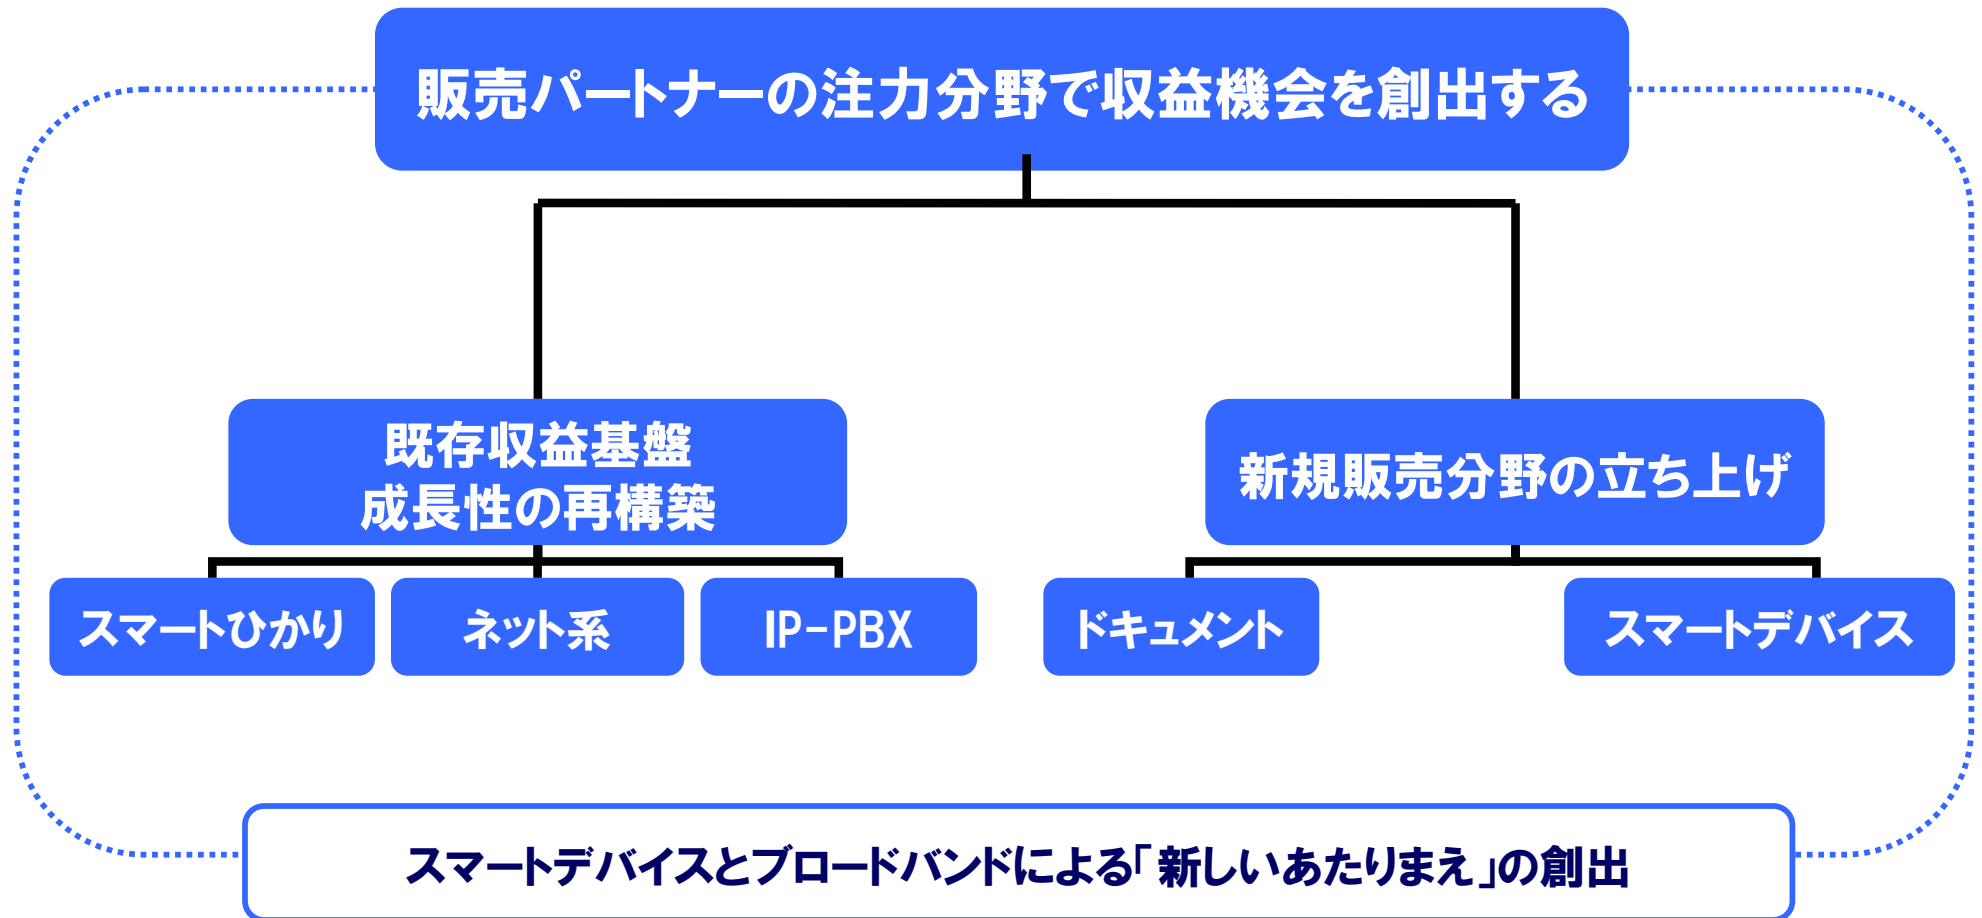 販売パートナーの注力分野で収益機会を創出する
既存収益基盤
成長性の再構築
新規販売分野の立ち上げ
スマートひかり
ネット系
IP-PBX
ドキュメント
スマートデバイス
スマートデバイスとブロードバンドによる「新しいあたりまえ」の創出